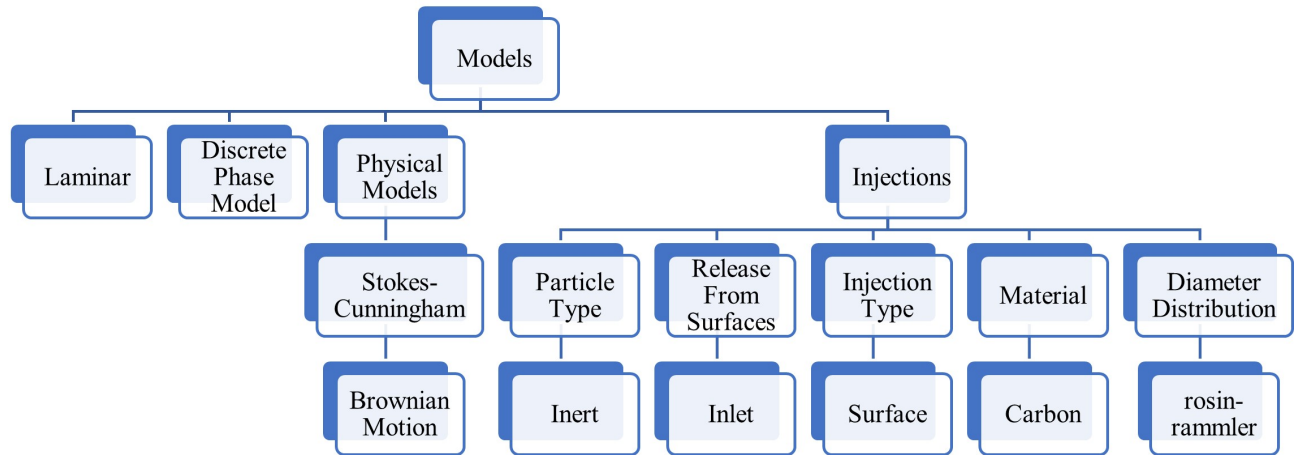 Models
Laminar
Discrete
Phase
Model
Physical
Models
Injections
Stokes-
Cunningham
Particle
Type
Release
From
Surfaces
Injection
Type
Material
Diameter
Distribution
Brownian
Motion
Inert
Inlet
Surface
Carbon
rosin-
rammler